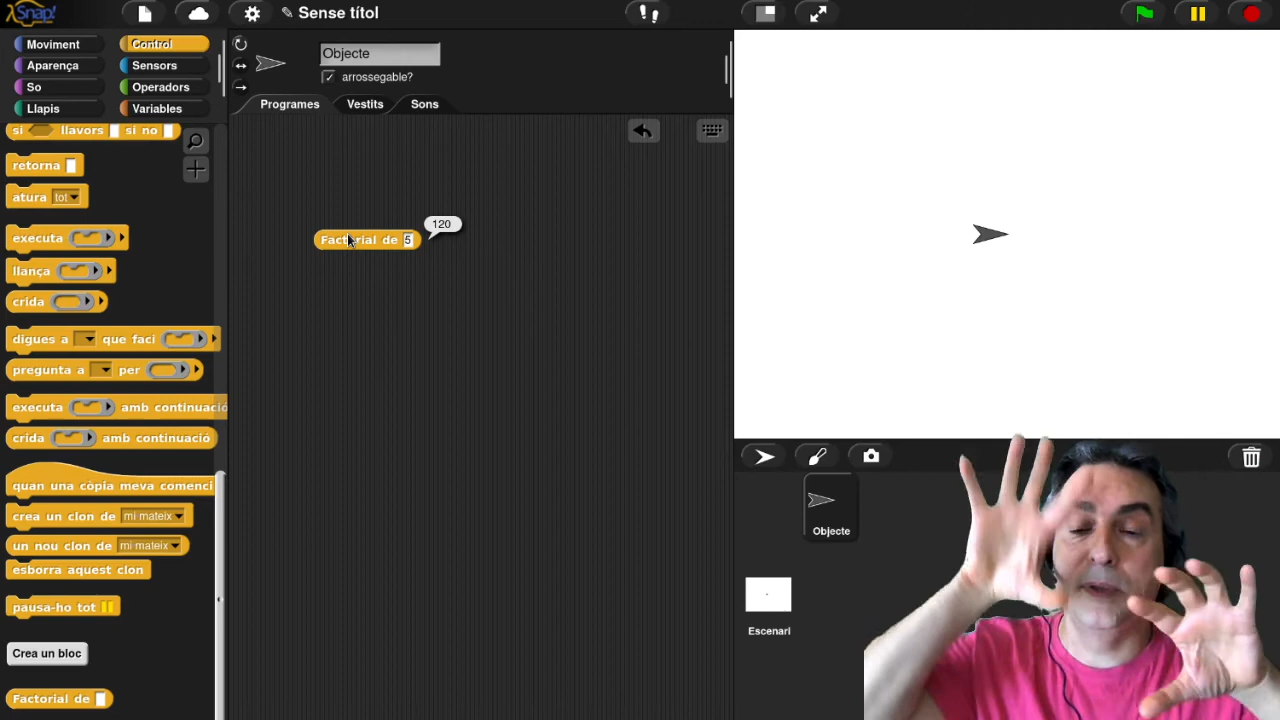 Snap!
Sense títol
Moviment
Control
Aparença
Sensors
So
Operadors
Llapis
Variables
Objecte
arrossegable?
Programes
Vestits
Sons
si llavors si no
retorna
atura tot
executa
llança
crida
digues a que faci
pregunta a per
executa amb continuació
crida amb continuació
quan una còpia meva comenci
crea un clon de mi mateix
un nou clon de mi mateix
esborra aquest clon
pausa-ho tot
Crea un bloc
Factorial de
Factorial de 5
120
Objecte
Escenari